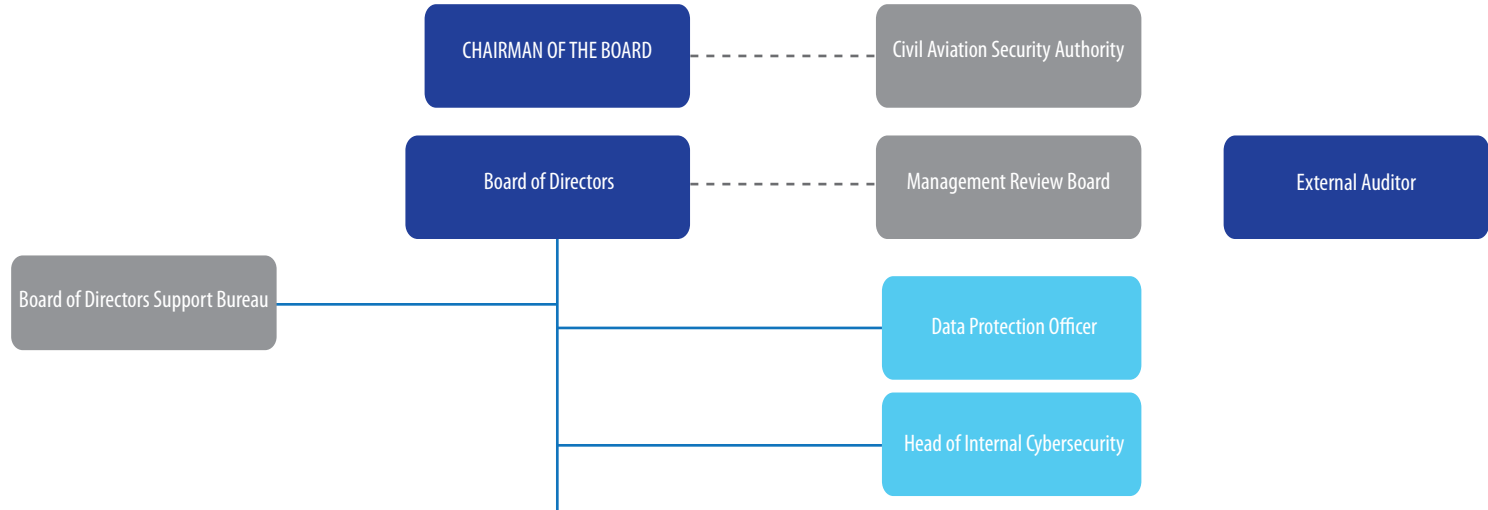 CHAIRMAN OF THE BOARD
Civil Aviation Security Authority
Board of Directors
Management Review Board
External Auditor
Board of Directors Support Bureau
Data Protection Officer
Head of Internal Cybersecurity